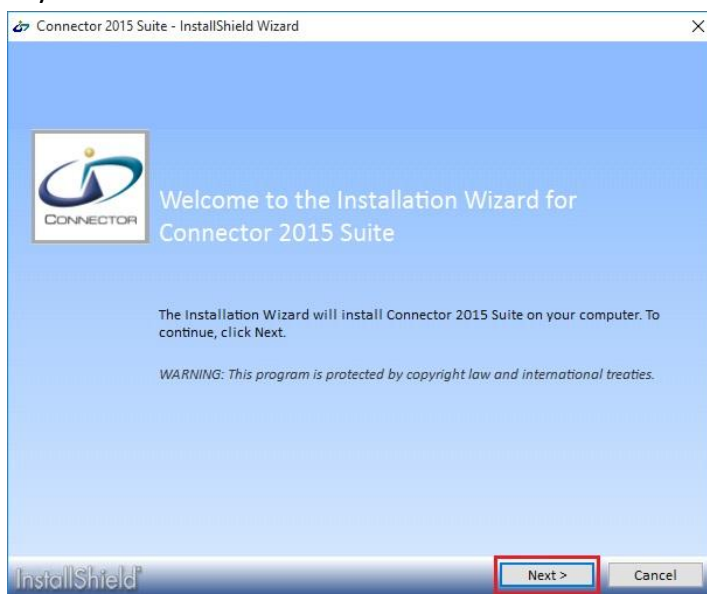 Connector 2015 Suite - InstallShield Wizard
CONNECTOR
Welcome to the Installation Wizard for
Connector 2015 Suite
The Installation Wizard will install Connector 2015 Suite on your computer. To
continue, click Next.
WARNING: This program is protected by copyright law and international treaties.
InstallShield
Next >
Cancel